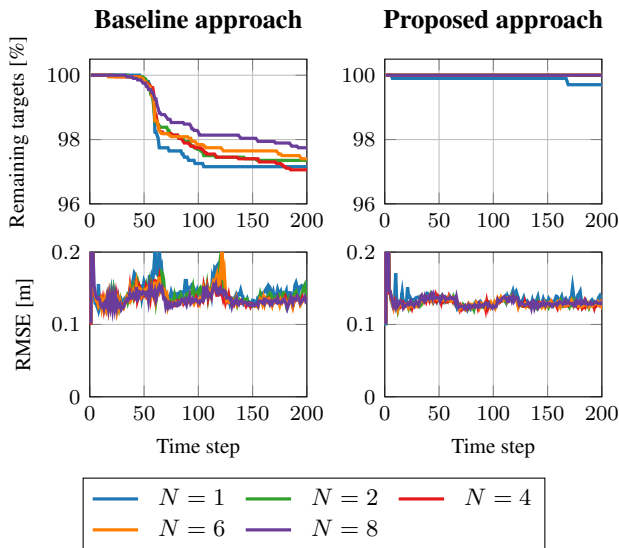 Baseline approach Proposed approach
Remaining targets [%]
100
98
96
0 50 100 150 200
100
98
96
0 50 100 150 200
RMSE [m]
0.2
0.1
0
0 50 100 150 200
Time step
0.2
0.1
0
0 50 100 150 200
Time step
N = 1 N = 2 N = 4
N = 6 N = 8